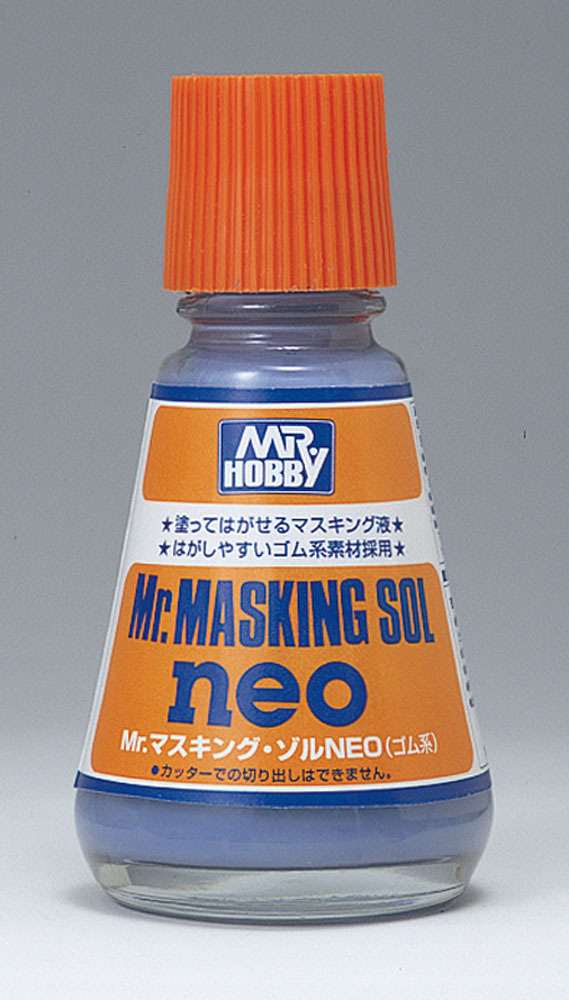 MR.
HOBBY
★塗ってはがせるマスキング液★
★はがしやすいゴム系素材採用★
Mr.MASKING SOL
neo
Mr.マスキング・ゾルNEO(ゴム系)
●カッターでの切り出しはできません。